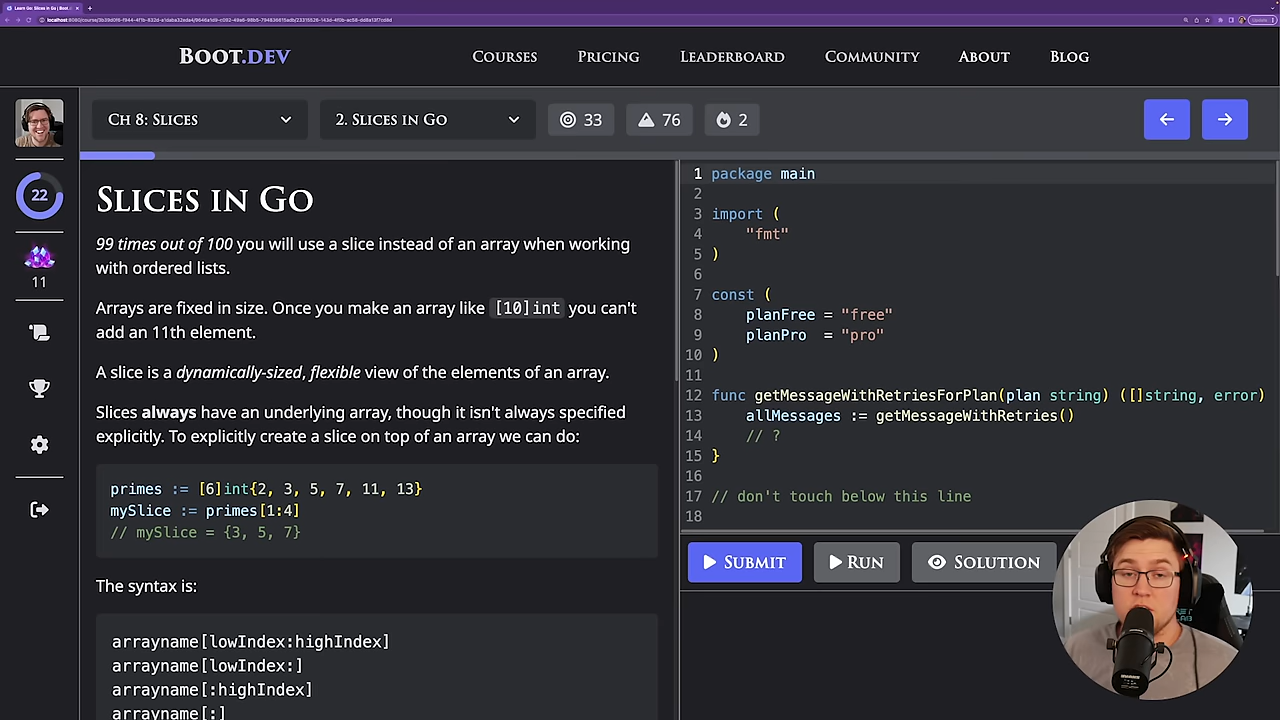 Learn Go: Slices in Go | Boot.d
BOOT.DEV
COURSES
PRICING
LEADERBOARD
COMMUNITY
ABOUT
BLOG
CH 8: SLICES
2. SLICES IN GO
33
76
2
22
11
SLICES IN GO
99 times out of 100 you will use a slice instead of an array when working
with ordered lists.
Arrays are fixed in size. Once you make an array like [10]int you can't
add an 11th element.
A slice is a dynamically-sized, flexible view of the elements of an array.
Slices always have an underlying array, though it isn't always specified
explicitly. To explicitly create a slice on top of an array we can do:
primes := [6]int{2, 3, 5, 7, 11, 13}
mySlice := primes[1:4]
// mySlice = {3, 5, 7}
The syntax is:
arrayname[lowIndex:highIndex]
arrayname[lowIndex:]
arrayname[:highIndex]
arrayname[:]
1 package main
2
3 import (
4 "fmt"
5 )
6
7 const (
8 planFree = "free"
9 planPro = "pro"
10 )
11
12 func getMessageWithRetriesForPlan(plan string) ([]string, error)
13 allMessages := getMessageWithRetries()
14 // ?
15 }
16
17 // don't touch below this line
18
SUBMIT
RUN
SOLUTION